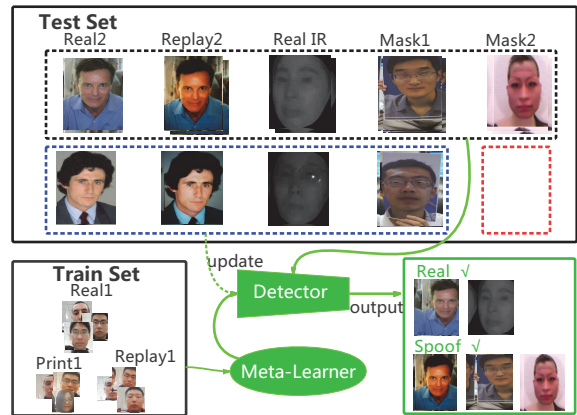 Test Set
Real2 Replay2 Real IR Mask1 Mask2
update
Train Set
Real1
Print1 Replay1
Detector
output
Meta-Learner
Real √
Spoof √